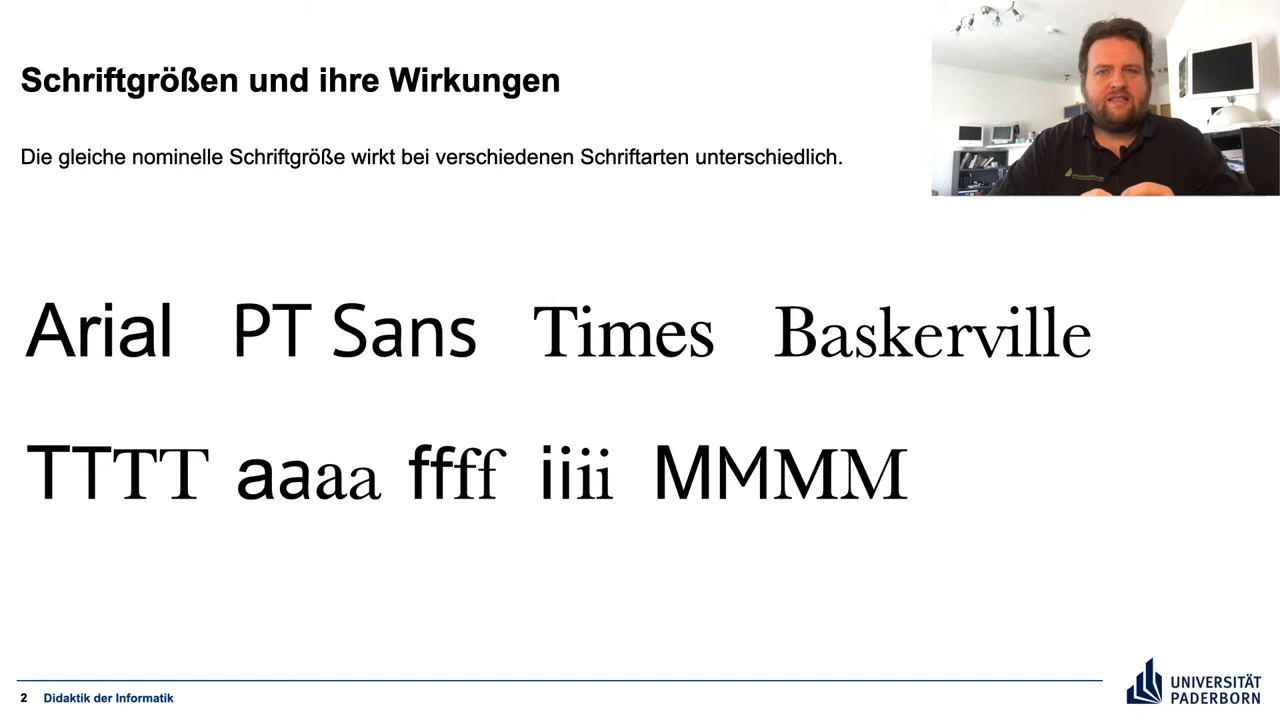 Schriftgrößen und ihre Wirkungen
Die gleiche nominelle Schriftgröße wirkt bei verschiedenen Schriftarten unterschiedlich.
Arial PT Sans Times Baskerville
TTTT aaaa ffff iiii MMMM
2 Didaktik der Informatik
UNIVERSITÄT
PADERBORN